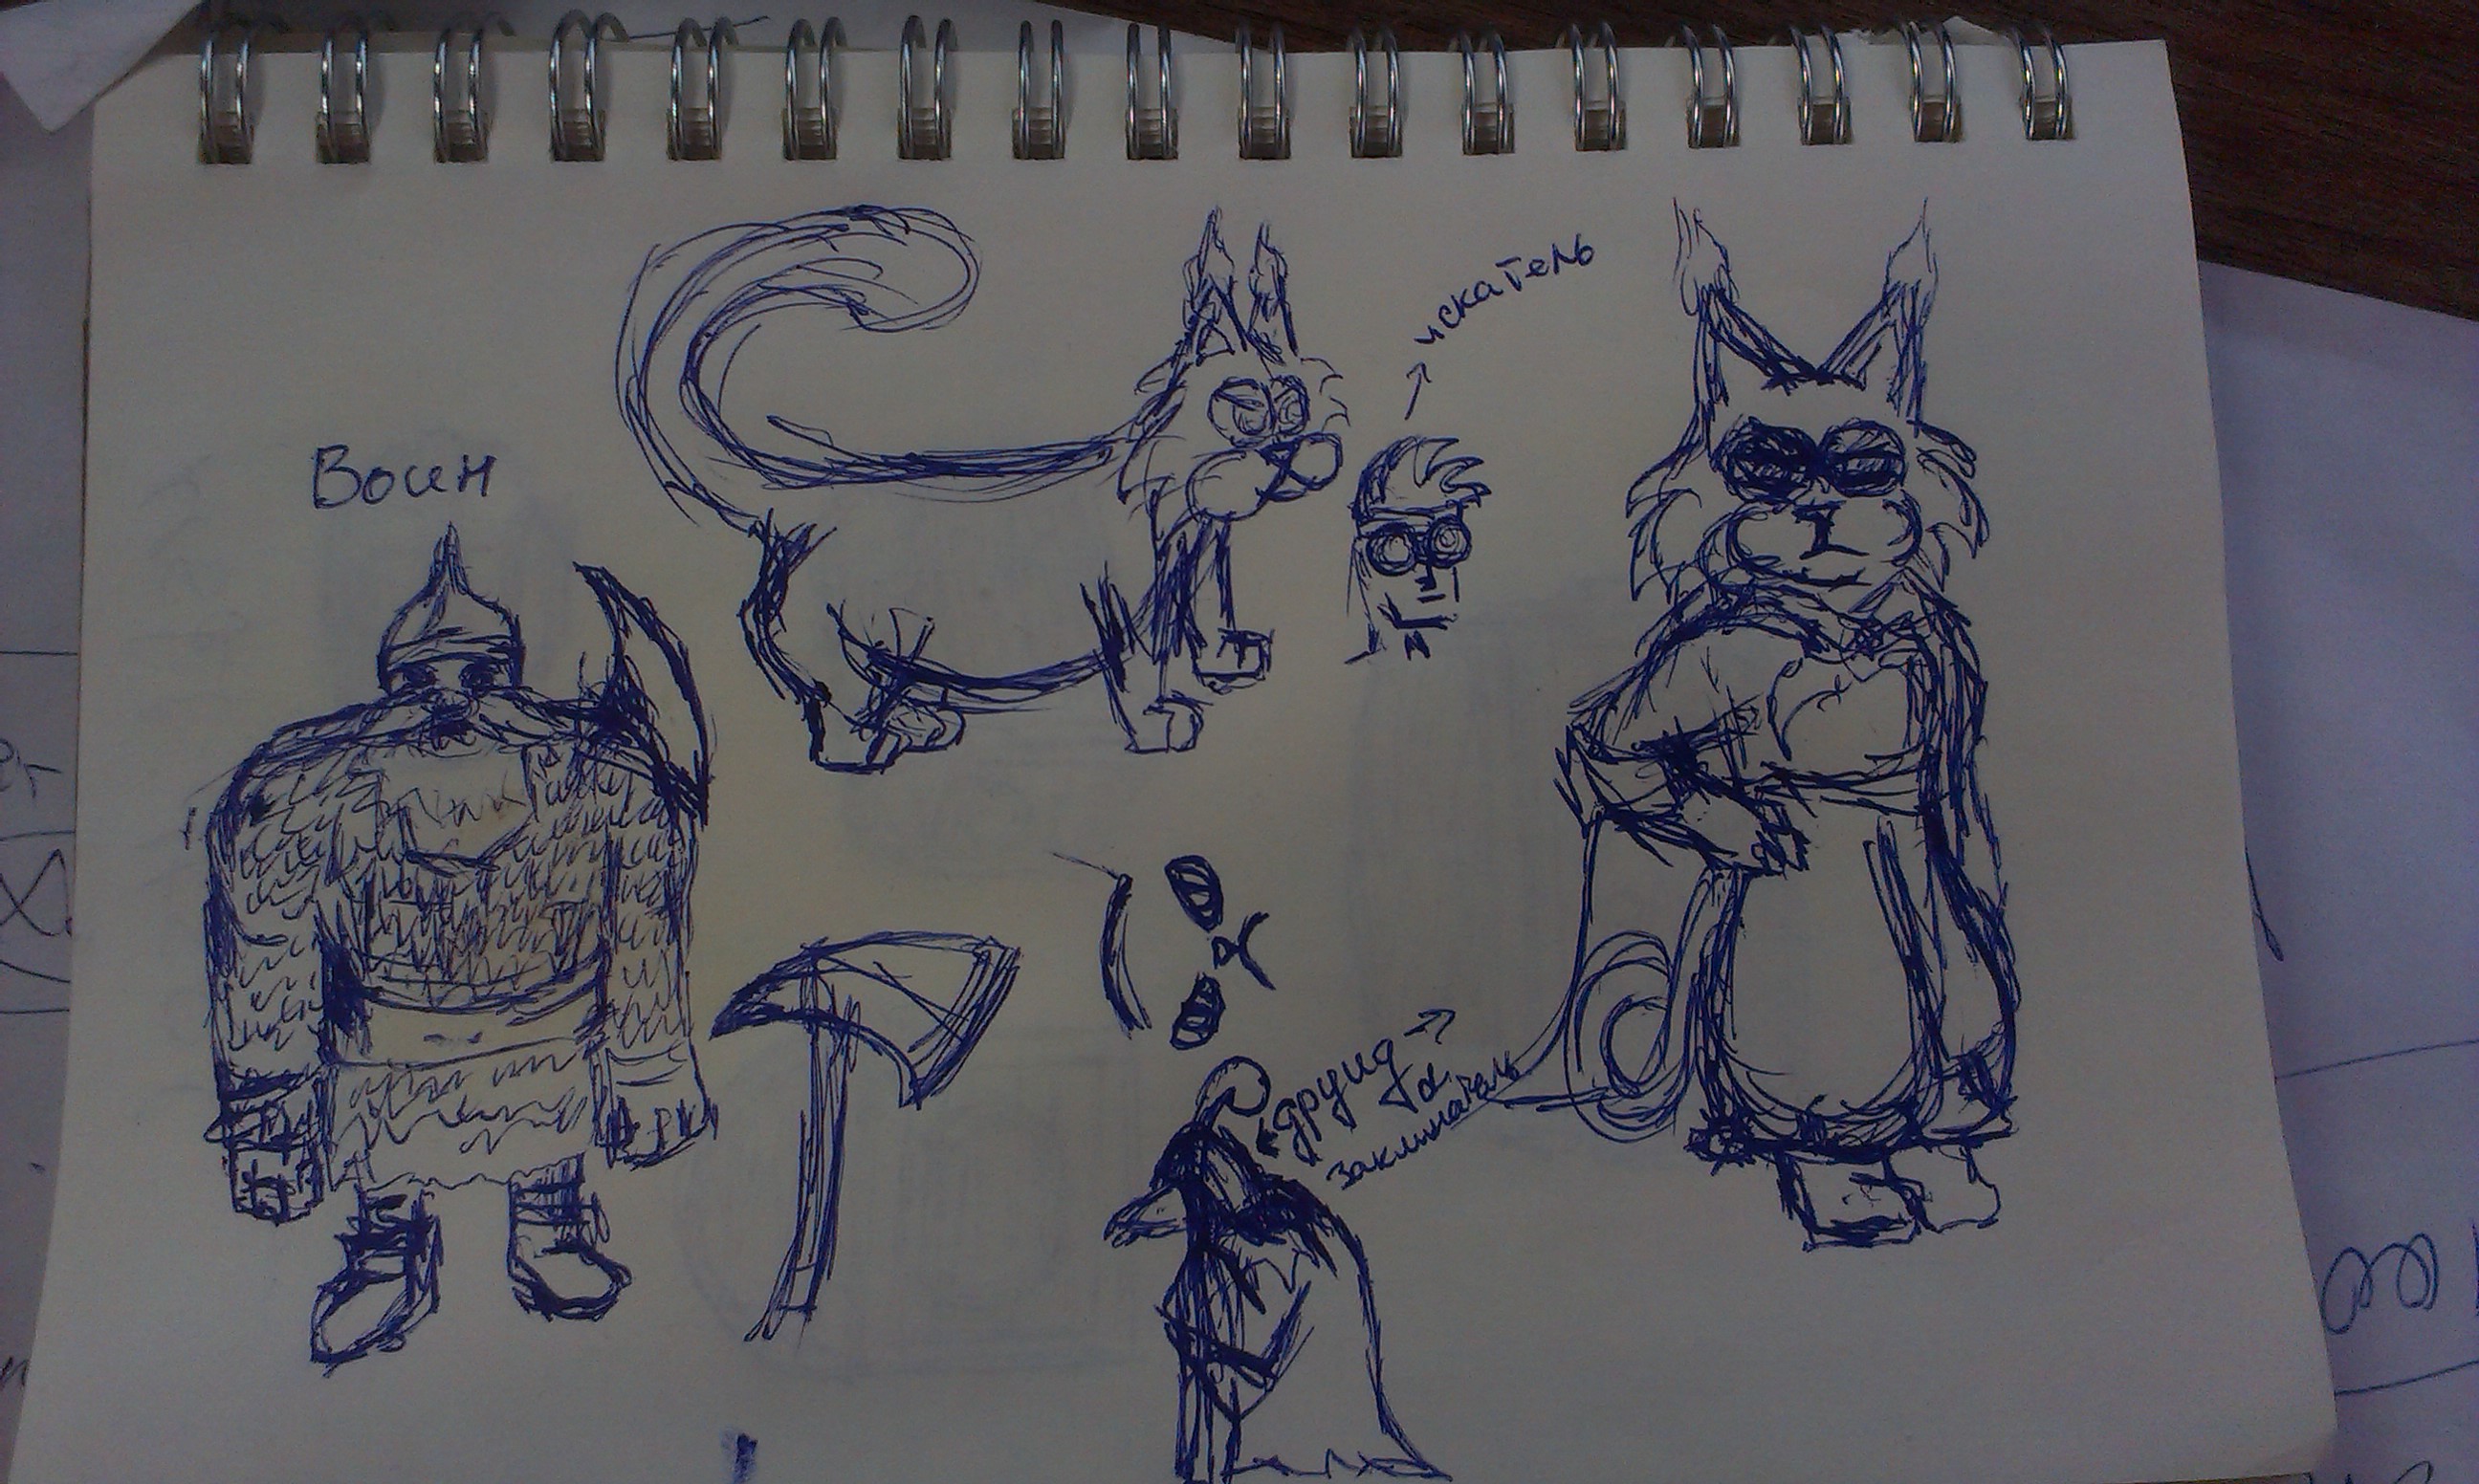 искатель
Воин
друид
заклинатель